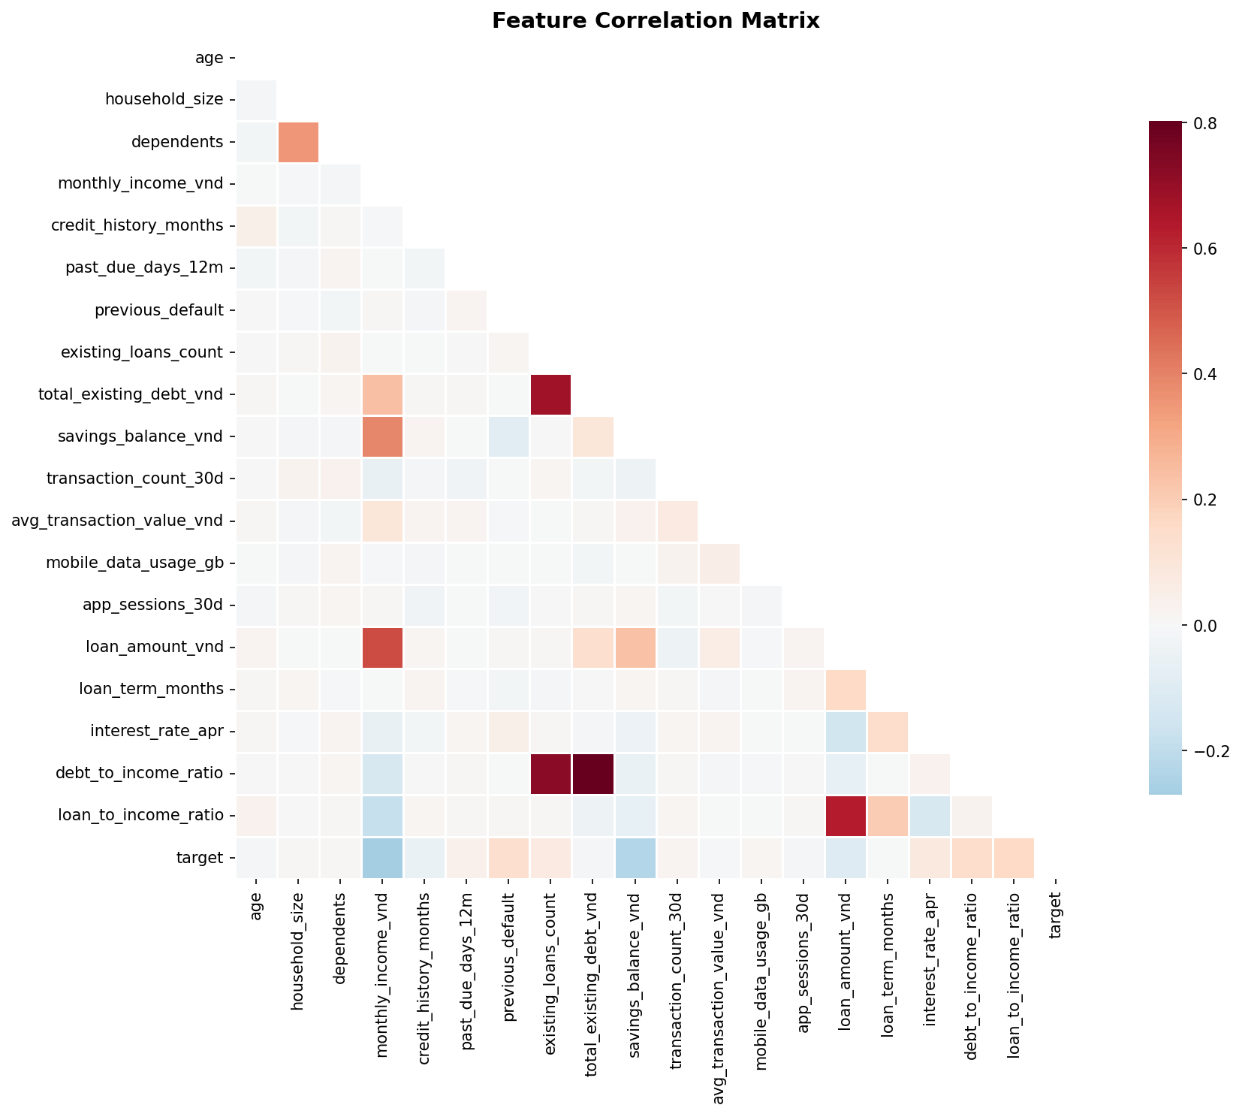 Feature Correlation Matrix
age
household_size
dependents
monthly_income_vnd
credit_history_months
past_due_days_12m
previous_default
existing_loans_count
total_existing_debt_vnd
savings_balance_vnd
transaction_count_30d
avg_transaction_value_vnd
mobile_data_usage_gb
app_sessions_30d
loan_amount_vnd
loan_term_months
interest_rate_apr
debt_to_income_ratio
loan_to_income_ratio
target
age
household_size
dependents
monthly_income_vnd
credit_history_months
past_due_days_12m
previous_default
existing_loans_count
total_existing_debt_vnd
savings_balance_vnd
transaction_count_30d
avg_transaction_value_vnd
mobile_data_usage_gb
app_sessions_30d
loan_amount_vnd
loan_term_months
interest_rate_apr
debt_to_income_ratio
loan_to_income_ratio
target
0.8
0.6
0.4
0.2
0.0
−0.2